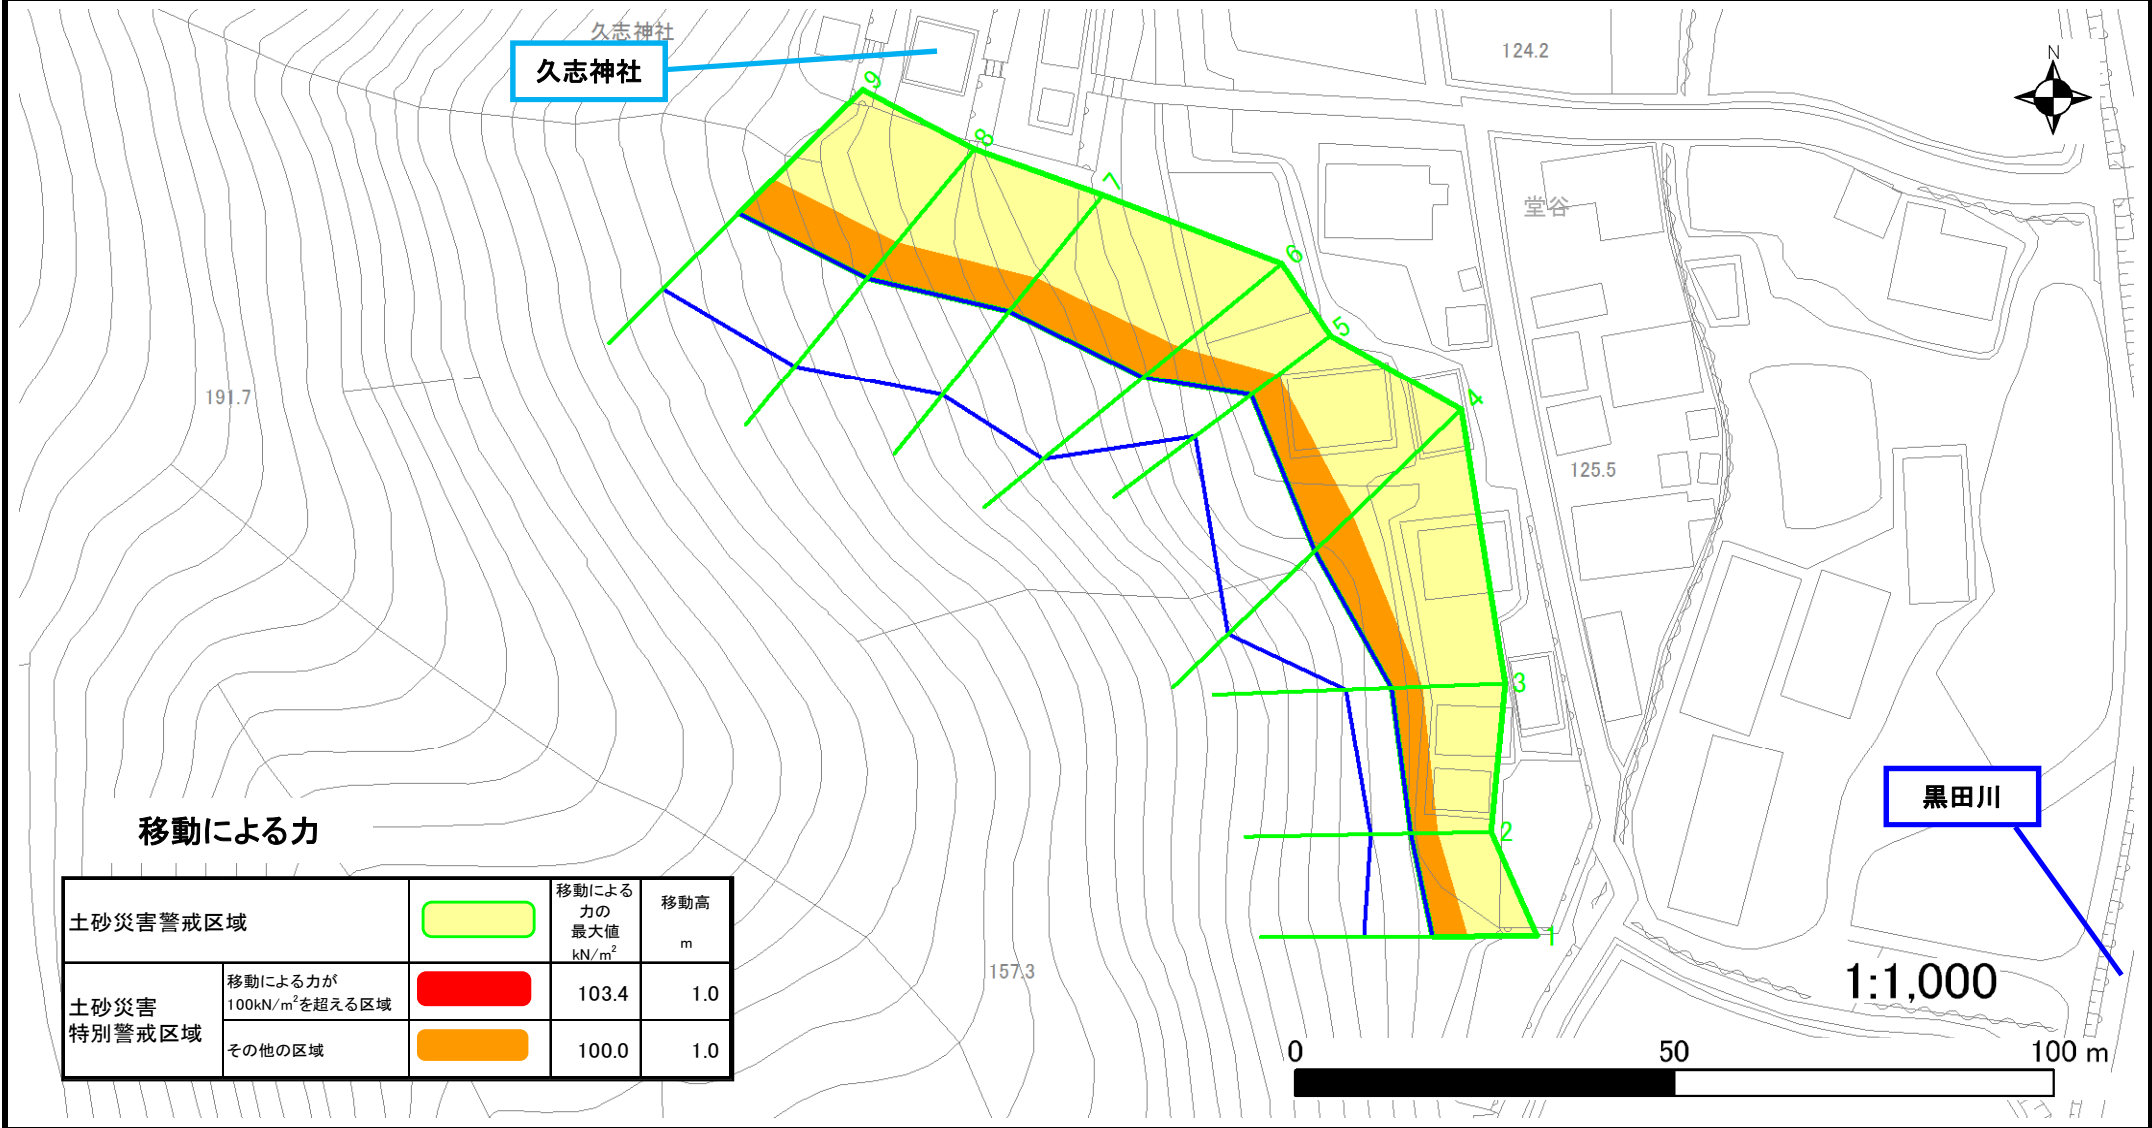 久志神社
久志神社
124.2
N
9
8
7
6
5
4
3
2
1
堂谷
191.7
125.5
157.3
黒田川
移動による力
土砂災害警戒区域
移動による
力の
最大値
kN/m²
移動高
m
土砂災害
特別警戒区域
移動による力が
100kN/m²を超える区域
103.4
1.0
その他の区域
100.0
1.0
1:1,000
0
50
100 m